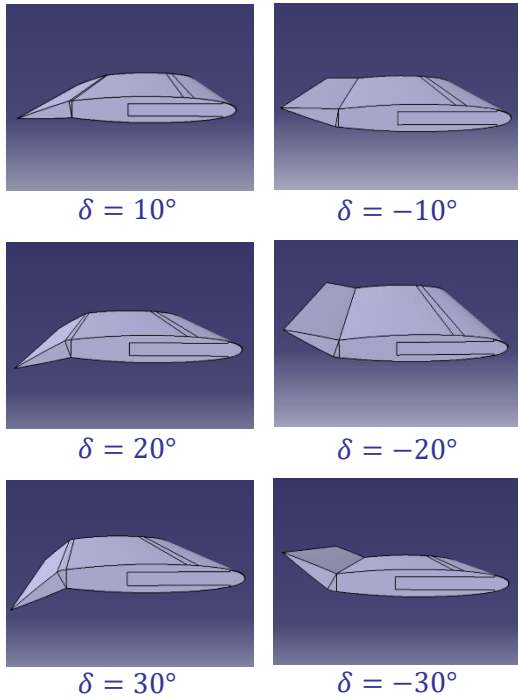 δ = 10°
δ = −10°
δ = 20°
δ = −20°
δ = 30°
δ = −30°